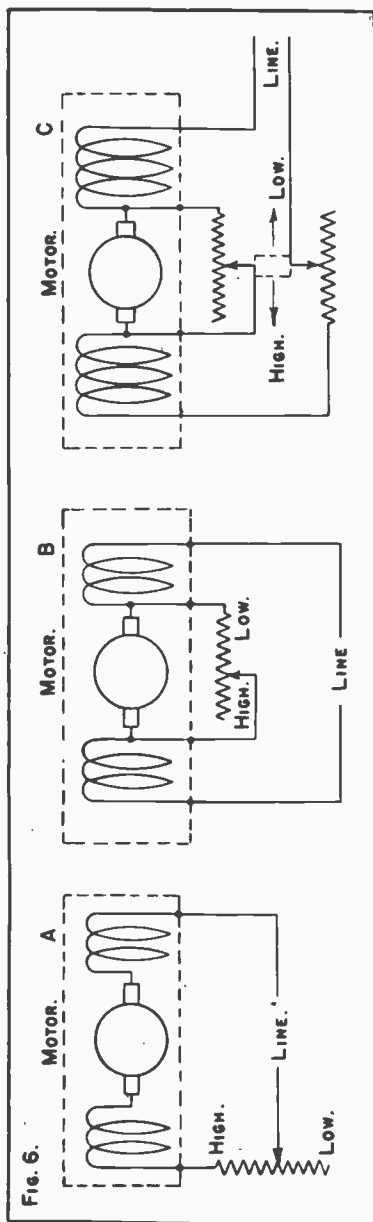 FIG. 6.
MOTOR. A
HIGH.
LOW.
LINE.
MOTOR. B
HIGH. LOW.
LINE
MOTOR. C
HIGH. LOW.
LINE.